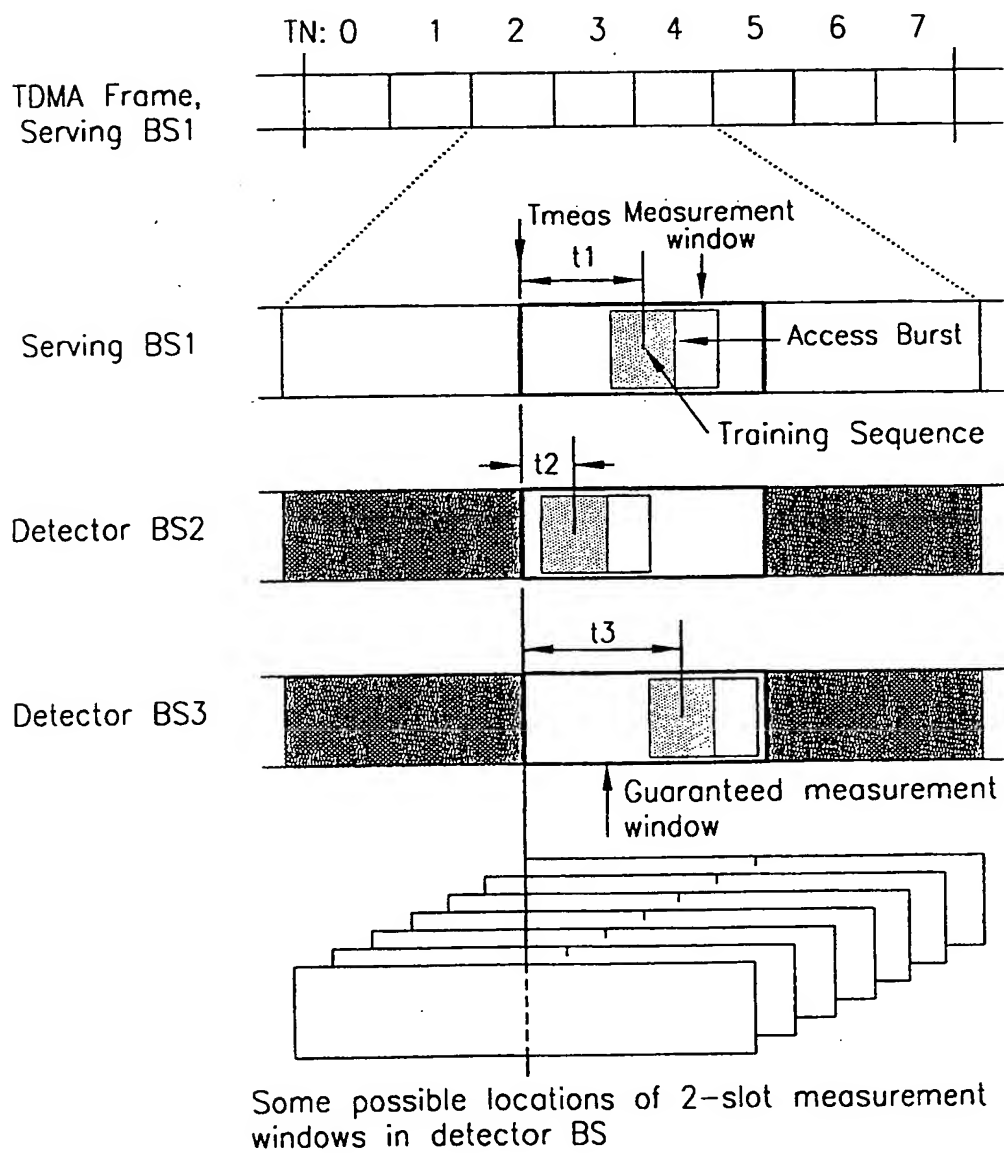 TN: 0 1 2 3 4 5 6 7
TDMA Frame,
Serving BS1
Tmeas Measurement
window
t1
Serving BS1
Access Burst
Training Sequence
t2
Detector BS2
t3
Detector BS3
Guaranteed measurement
window
Some possible locations of 2-slot measurement
windows in detector BS